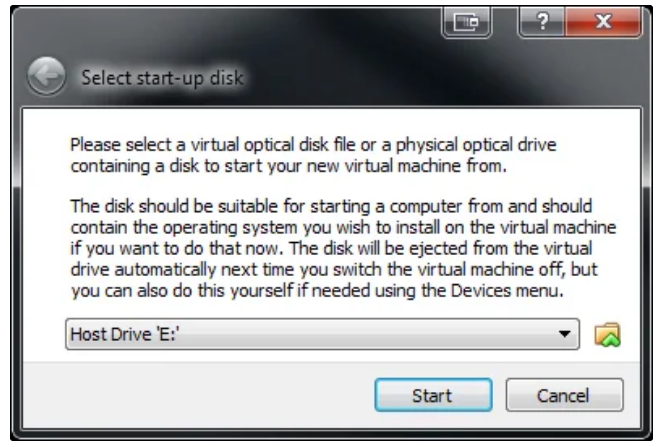 ?
X
Select start-up disk
Please select a virtual optical disk file or a physical optical drive
containing a disk to start your new virtual machine from.
The disk should be suitable for starting a computer from and should
contain the operating system you wish to install on the virtual machine
if you want to do that now. The disk will be ejected from the virtual
drive automatically next time you switch the virtual machine off, but
you can also do this yourself if needed using the Devices menu.
Host Drive 'E:'
Start
Cancel